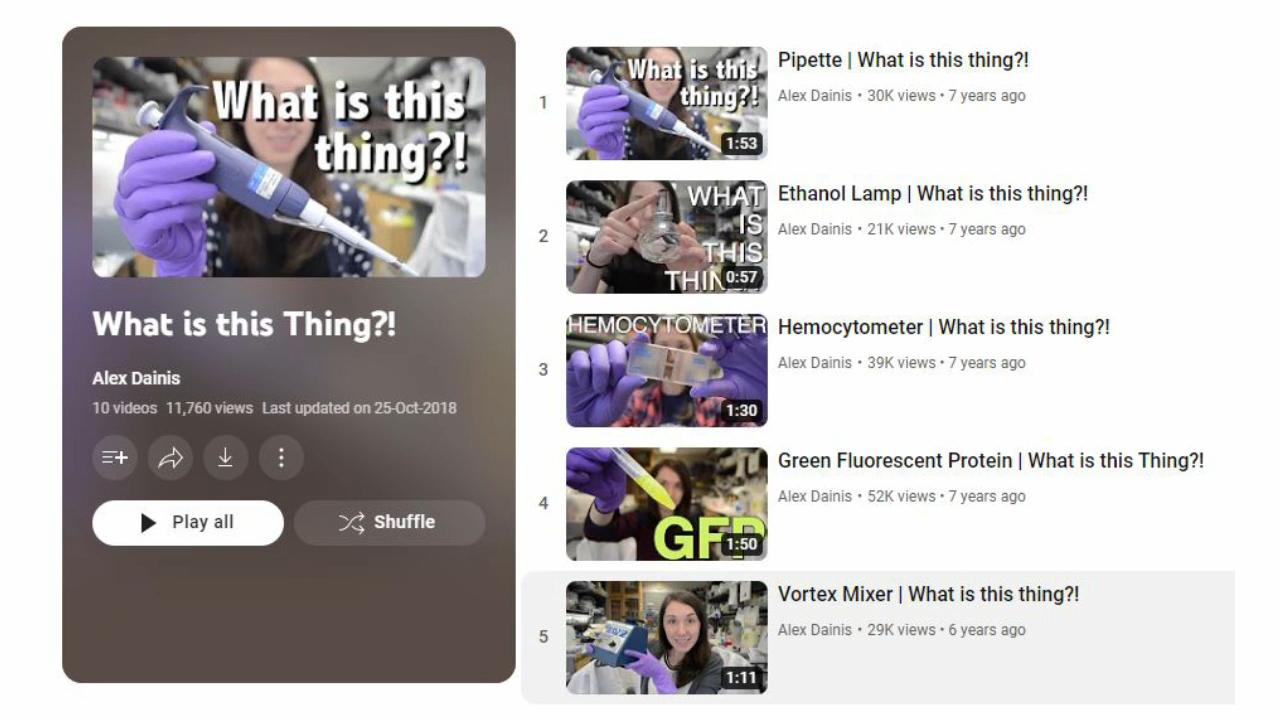 What is this
thing?!
What is this Thing?!
Alex Dainis
10 videos 11,760 views Last updated on 25-Oct-2018
Play all
Shuffle
1
What is this
thing?!
1:53
Pipette | What is this thing?!
Alex Dainis • 30K views • 7 years ago
2
WHAT
IS
THIS
0:57
Ethanol Lamp | What is this thing?!
Alex Dainis • 21K views • 7 years ago
3
HEMOCYTOMETER
1:30
Hemocytometer | What is this thing?!
Alex Dainis • 39K views • 7 years ago
4
GFP
1:50
Green Fluorescent Protein | What is this Thing?!
Alex Dainis • 52K views • 7 years ago
5
1:11
Vortex Mixer | What is this thing?!
Alex Dainis • 29K views • 6 years ago